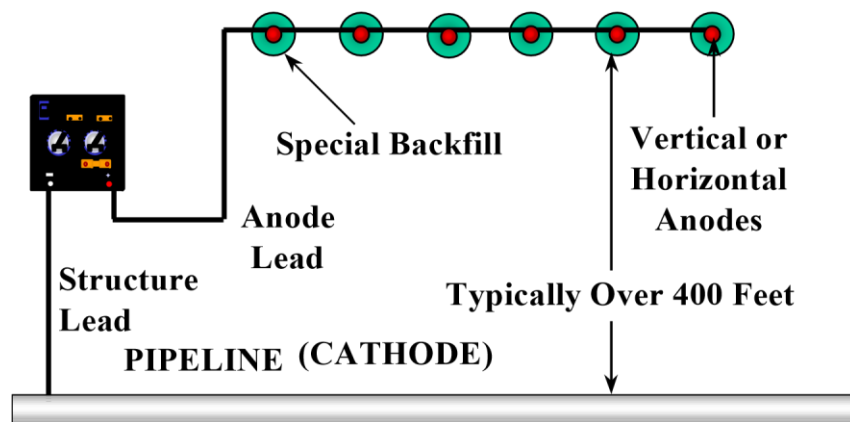 Special Backfill
Vertical or
Horizontal
Anodes
Anode
Lead
Structure
Lead
Typically Over 400 Feet
PIPELINE (CATHODE)